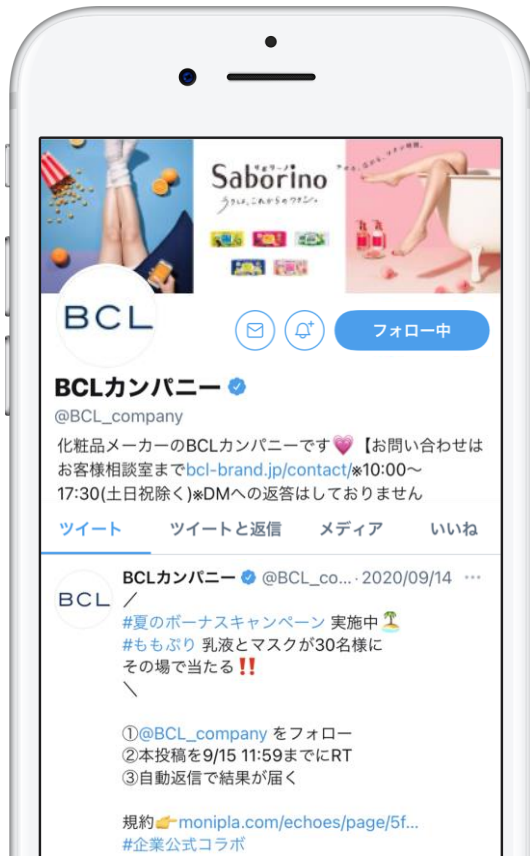 サボリーノ
Saborino
BCL
フォロー中
BCLカンパニー
@BCL_company
化粧品メーカーのBCLカンパニーです💗【お問い合わせは
お客様相談室までbcl-brand.jp/contact/※10:00〜
17:30(土日祝除く)※DMへの返答はしておりません
ツイート ツイートと返信 メディア いいね
BCLカンパニー @BCL_co... · 2020/09/14 ···
BCL
／
#夏のボーナスキャンペーン 実施中🏝️
#ももぷり 乳液とマスクが30名様に
その場で当たる‼️
＼
①@BCL_company をフォロー
②本投稿を9/15 11:59までにRT
③自動返信で結果が届く
規約👉monipla.com/echoes/page/5f...
#企業公式コラボ